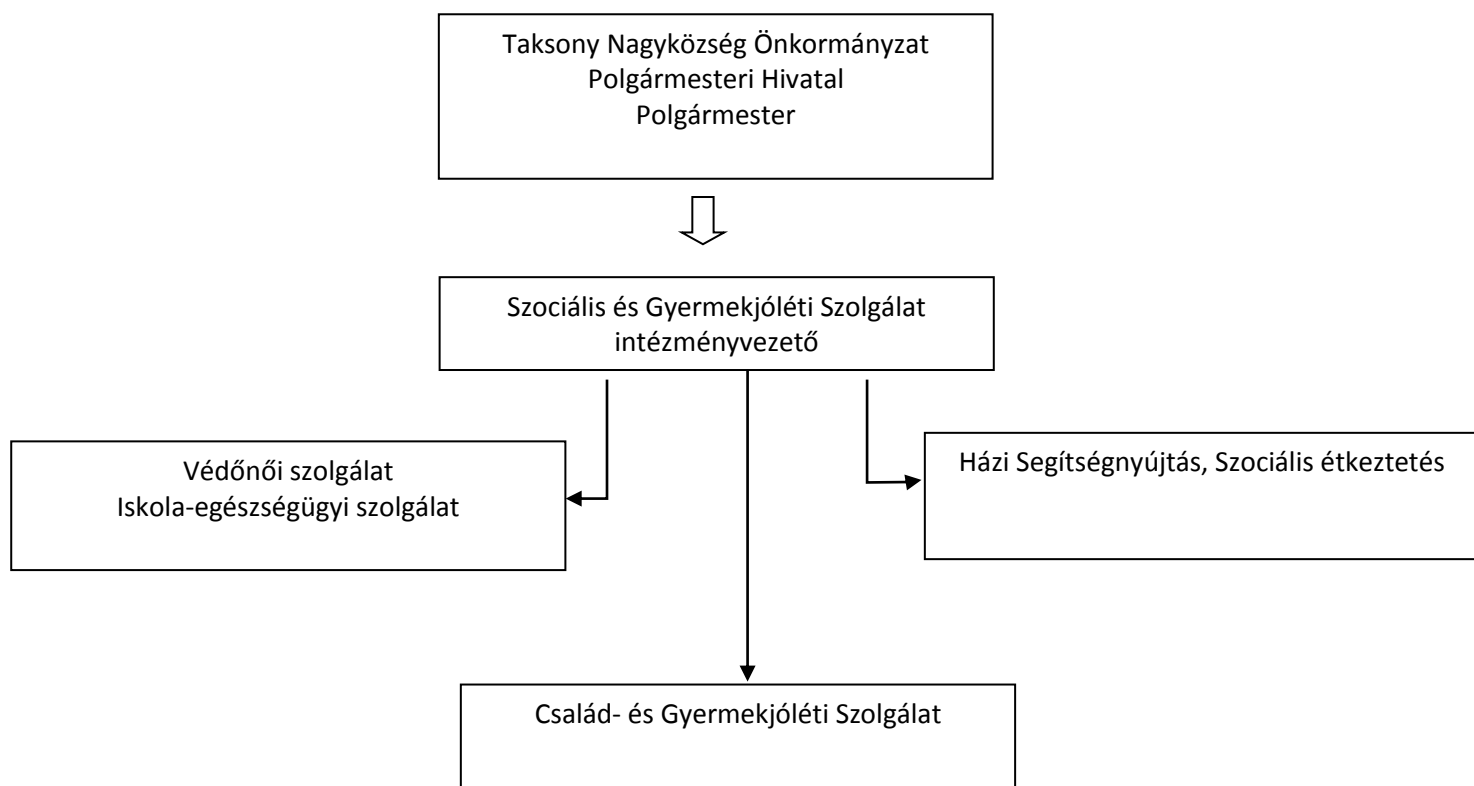 Taksony Nagyközség Önkormányzat
Polgármesteri Hivatal
Polgármester
Szociális és Gyermekjóléti Szolgálat
intézményvezető
Védőnői szolgálat
Iskola-egészségügyi szolgálat
Házi Segítségnyújtás, Szociális étkeztetés
Család- és Gyermekjóléti Szolgálat